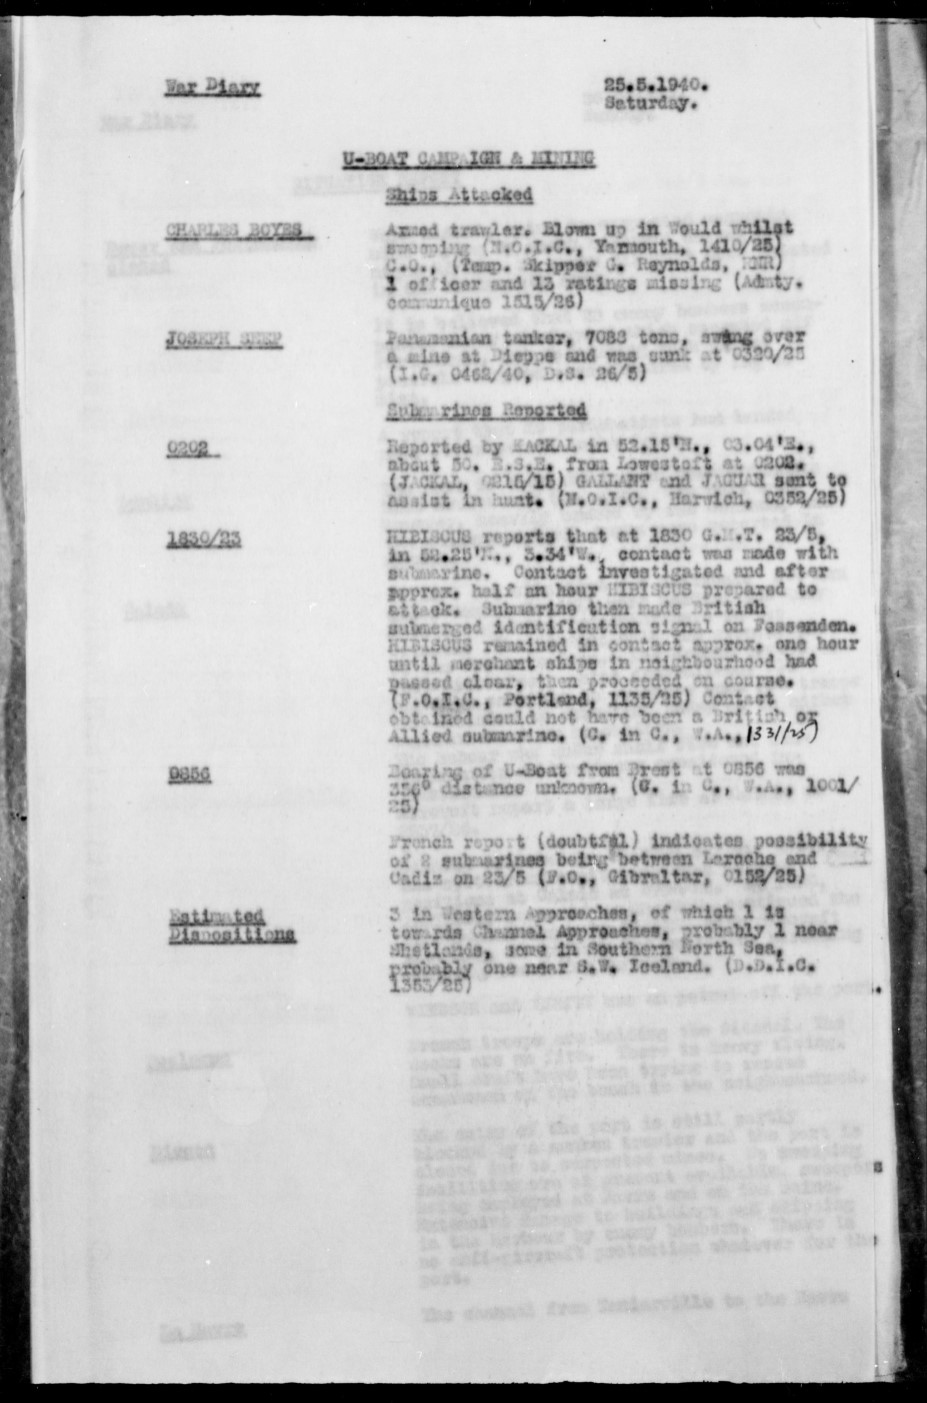 War Diary
25.5.1940.
Saturday.
U-BOAT CAMPAIGN & MINING
Ships Attacked
CHARLES BOYES
Armed trawler. Blown up in Would whilst
sweeping (N.O.I.C., Yarmouth, 1410/25)
C.O., (Temp. Skipper G. Reynolds, RNR)
1 officer and 13 ratings missing (Admty.
communique 1515/26)
JOSEPH SEEP
Panamanian tanker, 7088 tons, swung over
a mine at Dieppe and was sunk at 0320/25
(I.C. 0462/40, D.S. 26/5)
Submarines Reported
0202
Reported by JACKAL in 52.15'N., 03.04'E.,
about 50. E.S.E. from Lowestoft at 0202.
(JACKAL, 0215/15) GALLANT and JAGUAR sent to
assist in hunt. (N.O.I.C., Harwich, 0352/25)
1830/23
HIBISCUS reports that at 1830 G.M.T. 23/5,
in 52.25'N., 3.34'W., contact was made with
submarine. Contact investigated and after
approx. half an hour HIBISCUS prepared to
attack. Submarine then made British
submerged identification signal on Fessenden.
HIBISCUS remained in contact approx. one hour
until merchant ships in neighbourhood had
passed clear, then proceeded on course.
(F.O.I.C., Portland, 1135/25) Contact
obtained could not have been a British or
Allied submarine. (C. in C., W.A., 1331/25)
0856
Bearing of U-Boat from Brest at 0856 was
356° distance unknown. (C. in C., W.A., 1001/
25)
French report (doubtful) indicates possibility
of 2 submarines being between Laroche and
Cadiz on 23/5 (F.O., Gibraltar, 0152/25)
Estimated
Dispositions
3 in Western Approaches, of which 1 is
towards Channel Approaches, probably 1 near
Shetlands, some in Southern North Sea,
probably one near S.W. Iceland. (D.D.I.C.
1353/25)